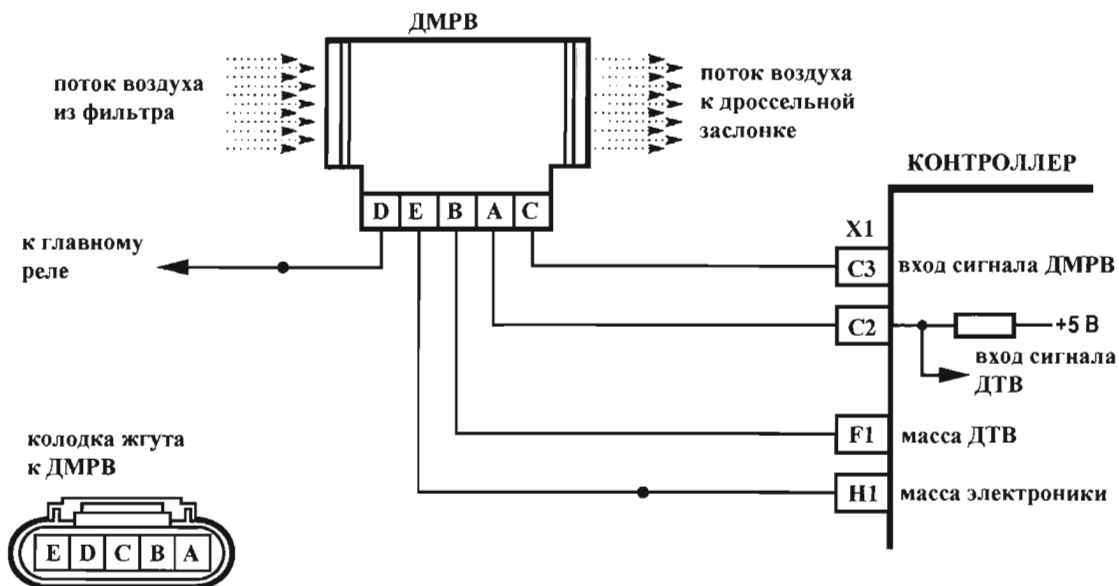 ДМРВ
поток воздуха
из фильтра
поток воздуха
к дроссельной
заслонке
КОНТРОЛЛЕР
D E B A C
к главному
реле
X1
C3 вход сигнала ДМРВ
C2 +5 В
вход сигнала
ДТВ
F1 масса ДТВ
H1 масса электроники
колодка жгута
к ДМРВ
E D C B A